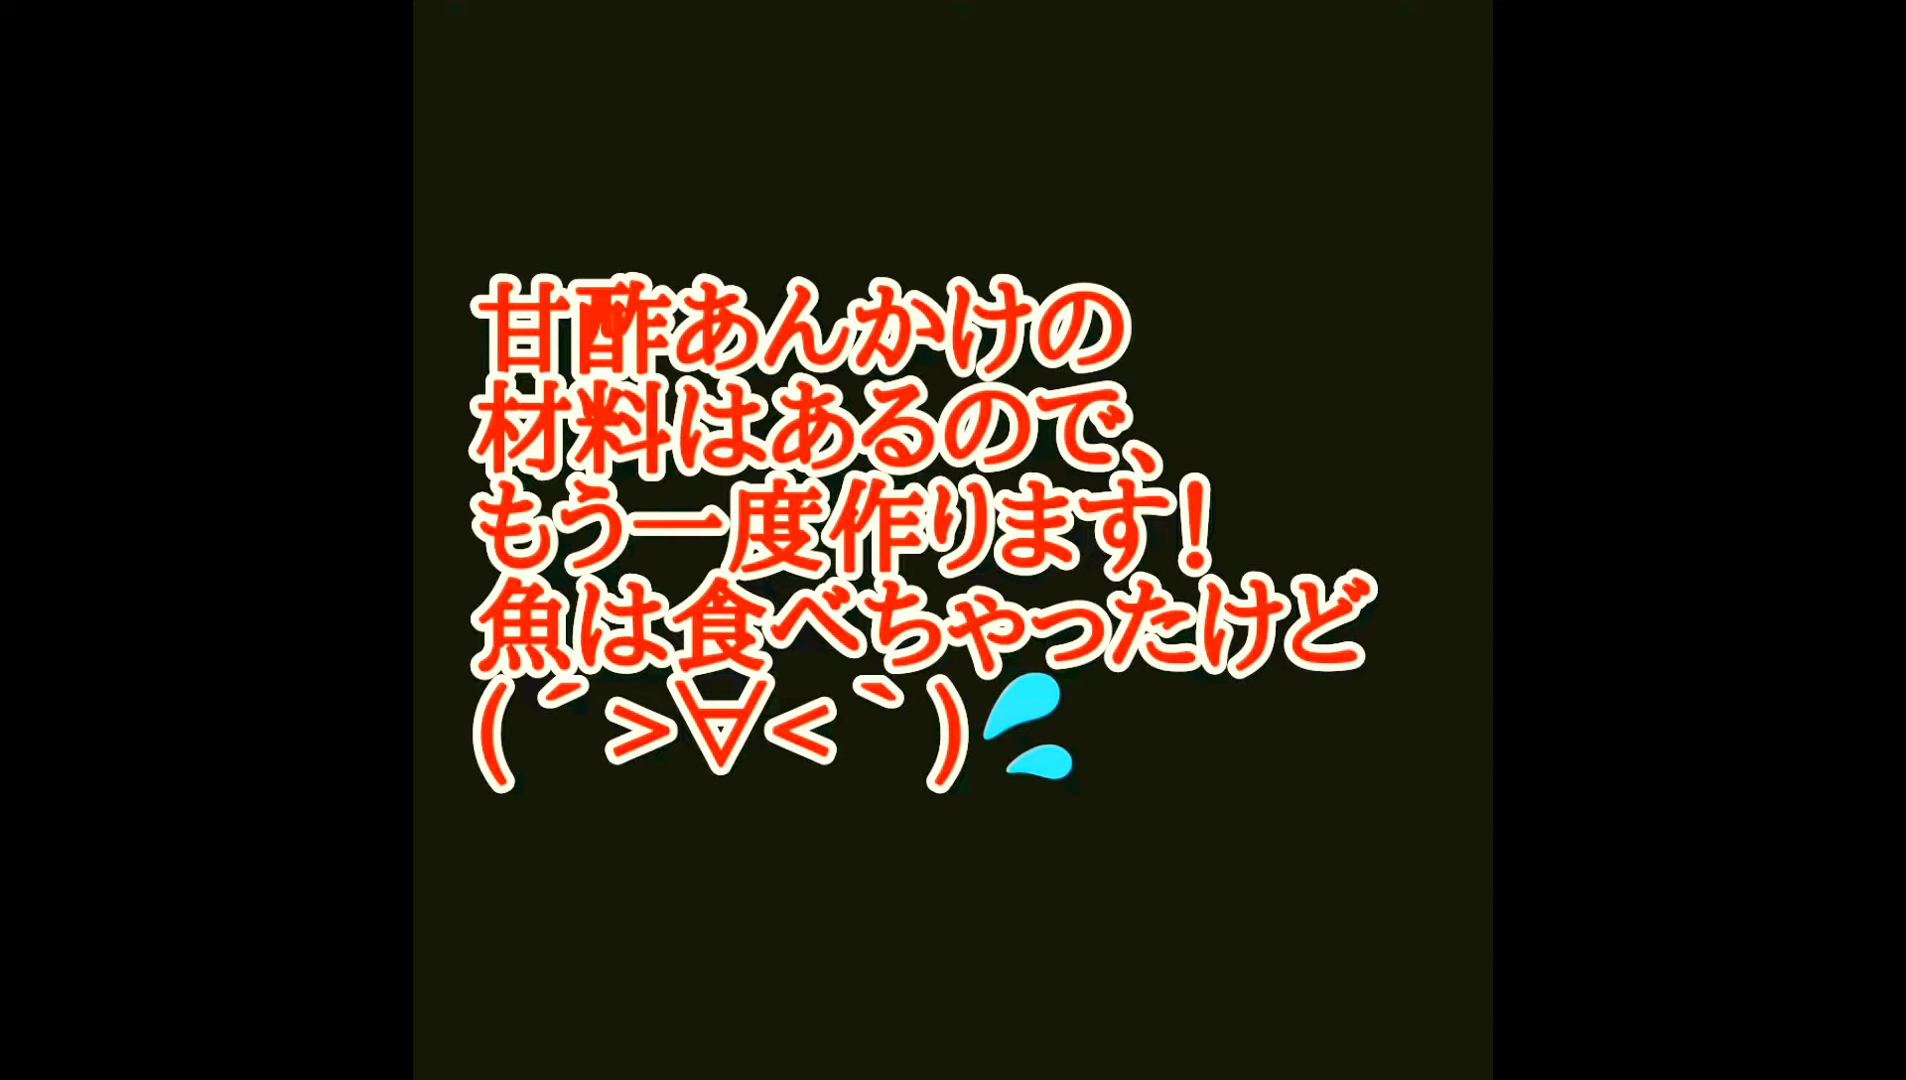 甘酢あんかけの
材料はあるので、
もう一度作ります!
魚は食べちゃったけど
(´>∀<`)💦